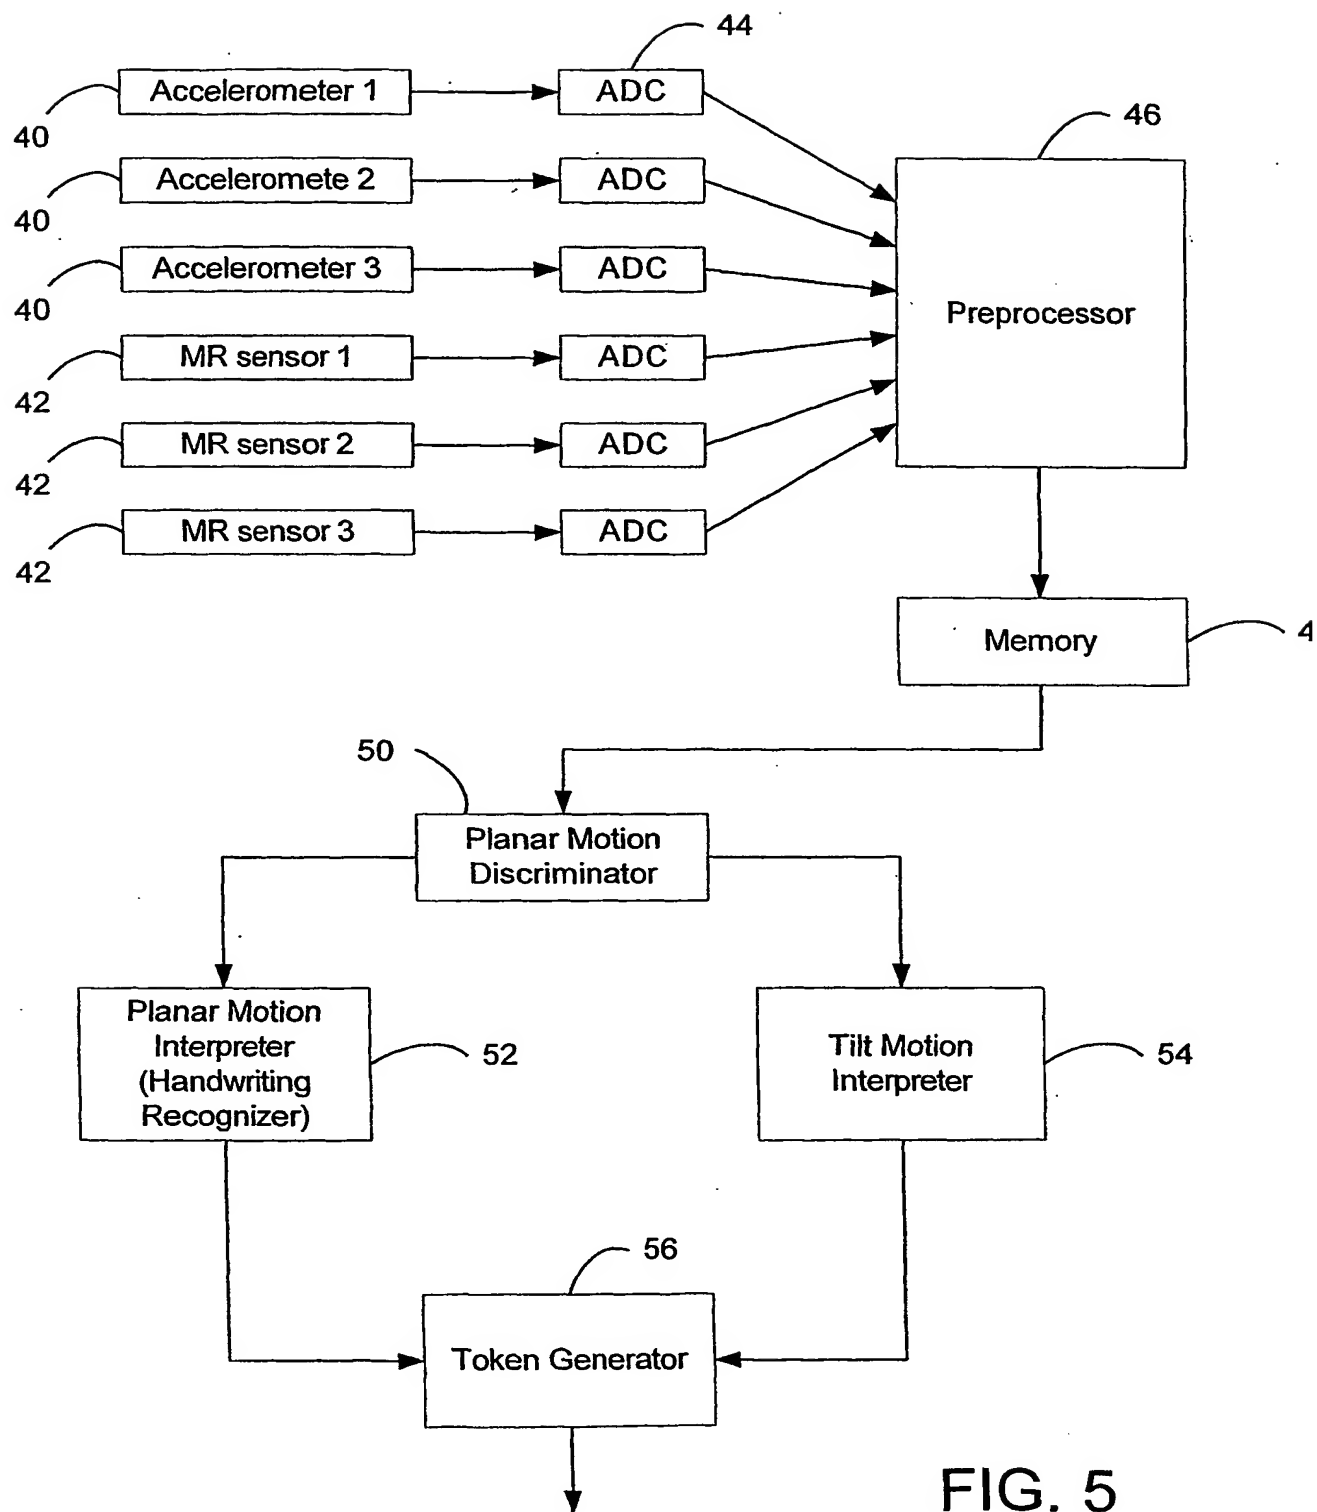 44
Accelerometer 1
ADC
40
46
Acceleromete 2
ADC
40
Accelerometer 3
ADC
40
Preprocessor
MR sensor 1
ADC
42
MR sensor 2
ADC
42
MR sensor 3
ADC
42
Memory
4
50
Planar Motion
Discriminator
Planar Motion
Interpreter
(Handwriting
Recognizer)
52
Tilt Motion
Interpreter
54
56
Token Generator
FIG. 5